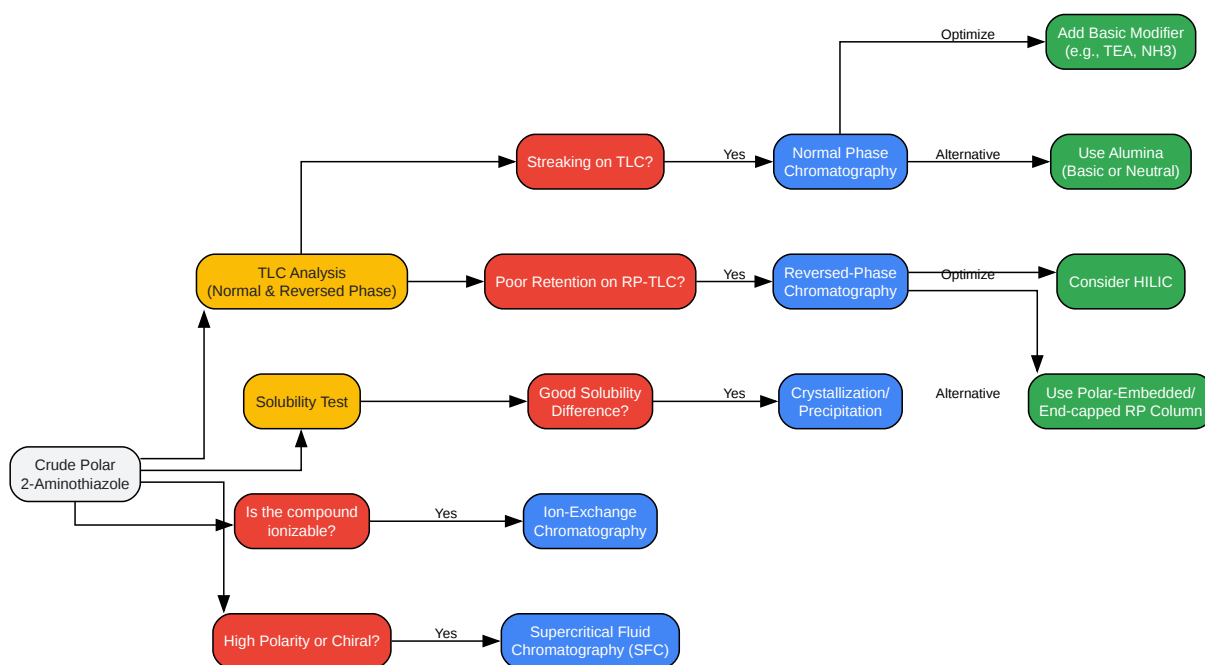 Optimize
Add Basic Modifier
(e.g., TEA, NH3)
Streaking on TLC?
Yes
Normal Phase
Chromatography
Alternative
Use Alumina
(Basic or Neutral)
TLC Analysis
(Normal & Reversed Phase)
Poor Retention on RP-TLC?
Yes
Reversed-Phase
Chromatography
Optimize
Consider HILIC
Solubility Test
Good Solubility
Difference?
Yes
Crystallization/
Precipitation
Alternative
Use Polar-Embedded/
End-capped RP Column
Crude Polar
2-Aminothiazole
Is the compound
ionizable?
Yes
Ion-Exchange
Chromatography
High Polarity or Chiral?
Yes
Supercritical Fluid
Chromatography (SFC)